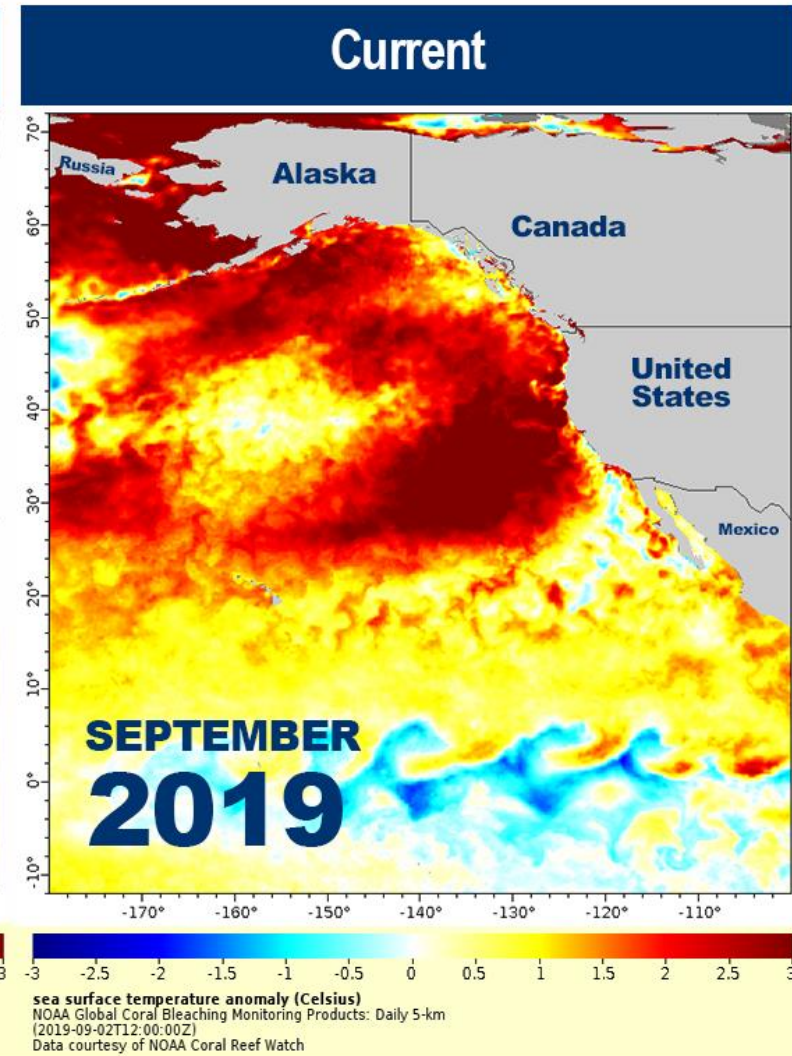 Current
Russia
Alaska
Canada
United
States
Mexico
SEPTEMBER
2019
70°
60°
50°
40°
30°
20°
10°
0°
-10°
-170° -160° -150° -140° -130° -120° -110°
3 -3 -2.5 -2 -1.5 -1 -0.5 0 0.5 1 1.5 2 2.5 3
sea surface temperature anomaly (Celsius)
NOAA Global Coral Bleaching Monitoring Products: Daily 5-km
(2019-09-02T12:00:00Z)
Data courtesy of NOAA Coral Reef Watch